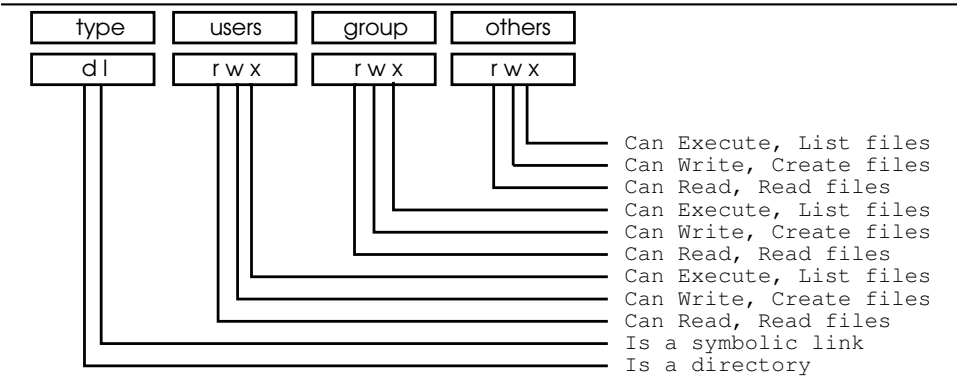 type users group others
d l r w x r w x r w x
Can Execute, List files
Can Write, Create files
Can Read, Read files
Can Execute, List files
Can Write, Create files
Can Read, Read files
Can Execute, List files
Can Write, Create files
Can Read, Read files
Is a symbolic link
Is a directory